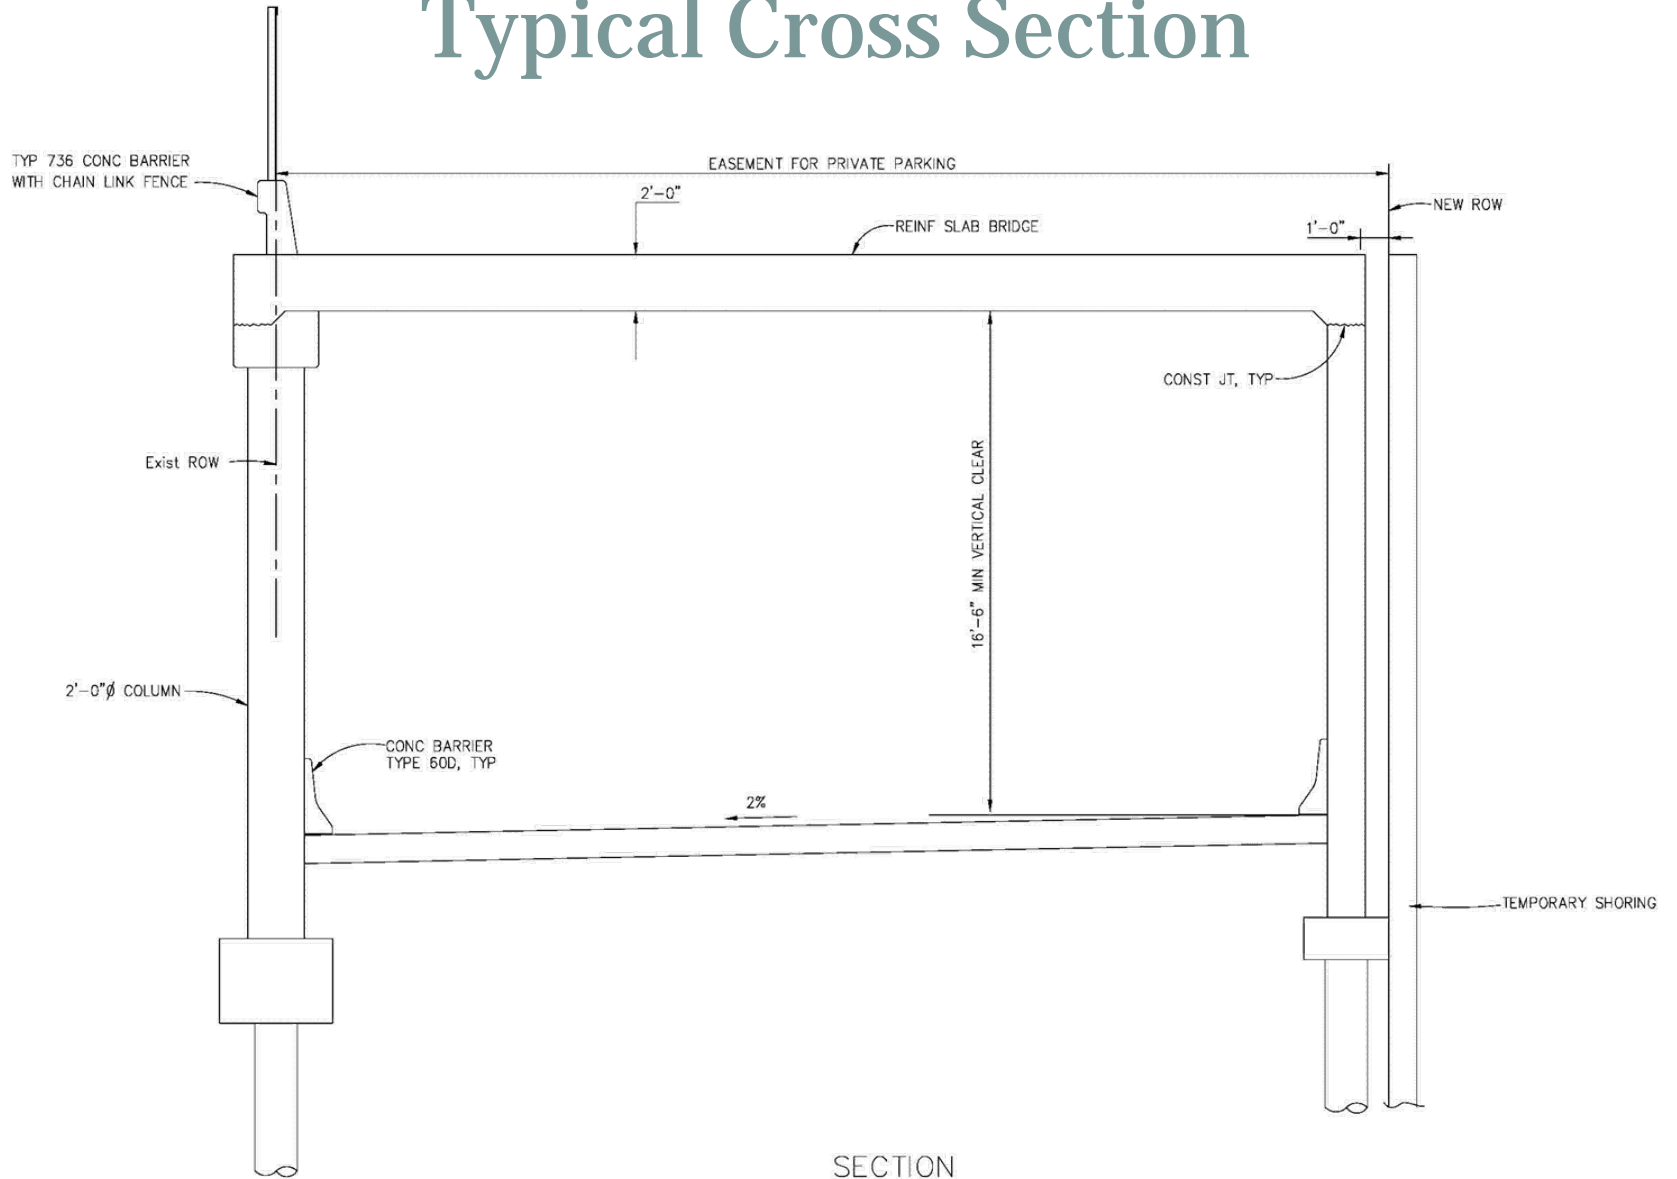 Typical Cross Section
TYP 736 CONC BARRIER
WITH CHAIN LINK FENCE
EASEMENT FOR PRIVATE PARKING
2'-0"
REINF SLAB BRIDGE
NEW ROW
1'-0"
CONST JT, TYP
Exist ROW
16'-6" MIN VERTICAL CLEAR
2'-0"Ø COLUMN
CONC BARRIER
TYPE 60D, TYP
2%
TEMPORARY SHORING
SECTION